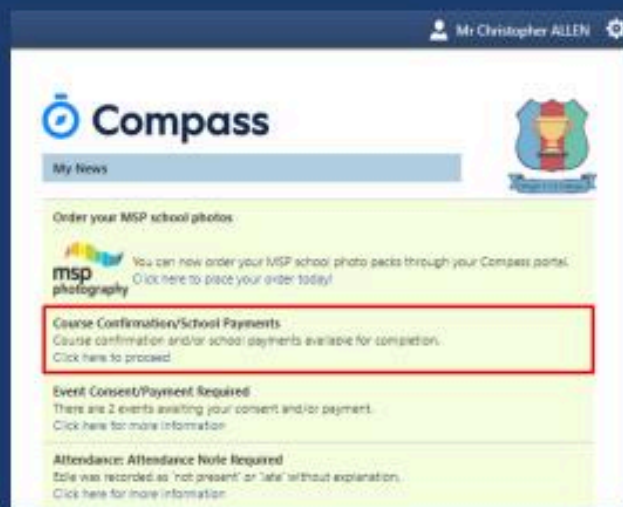 Mr Christopher ALLEN
Compass
My News
Order your MSP school photos
msp
photography
You can now order your MSP school photo packs through your Compass portal.
Click here to place your order today!
Course Confirmation/School Payments
Course confirmation and/or school payments available for completion.
Click here to proceed
Event Consent/Payment Required
There are 2 events awaiting your consent and/or payment.
Click here for more information
Attendance: Attendance Note Required
Edie was recorded as 'not present' or 'late' without explanation.
Click here for more information